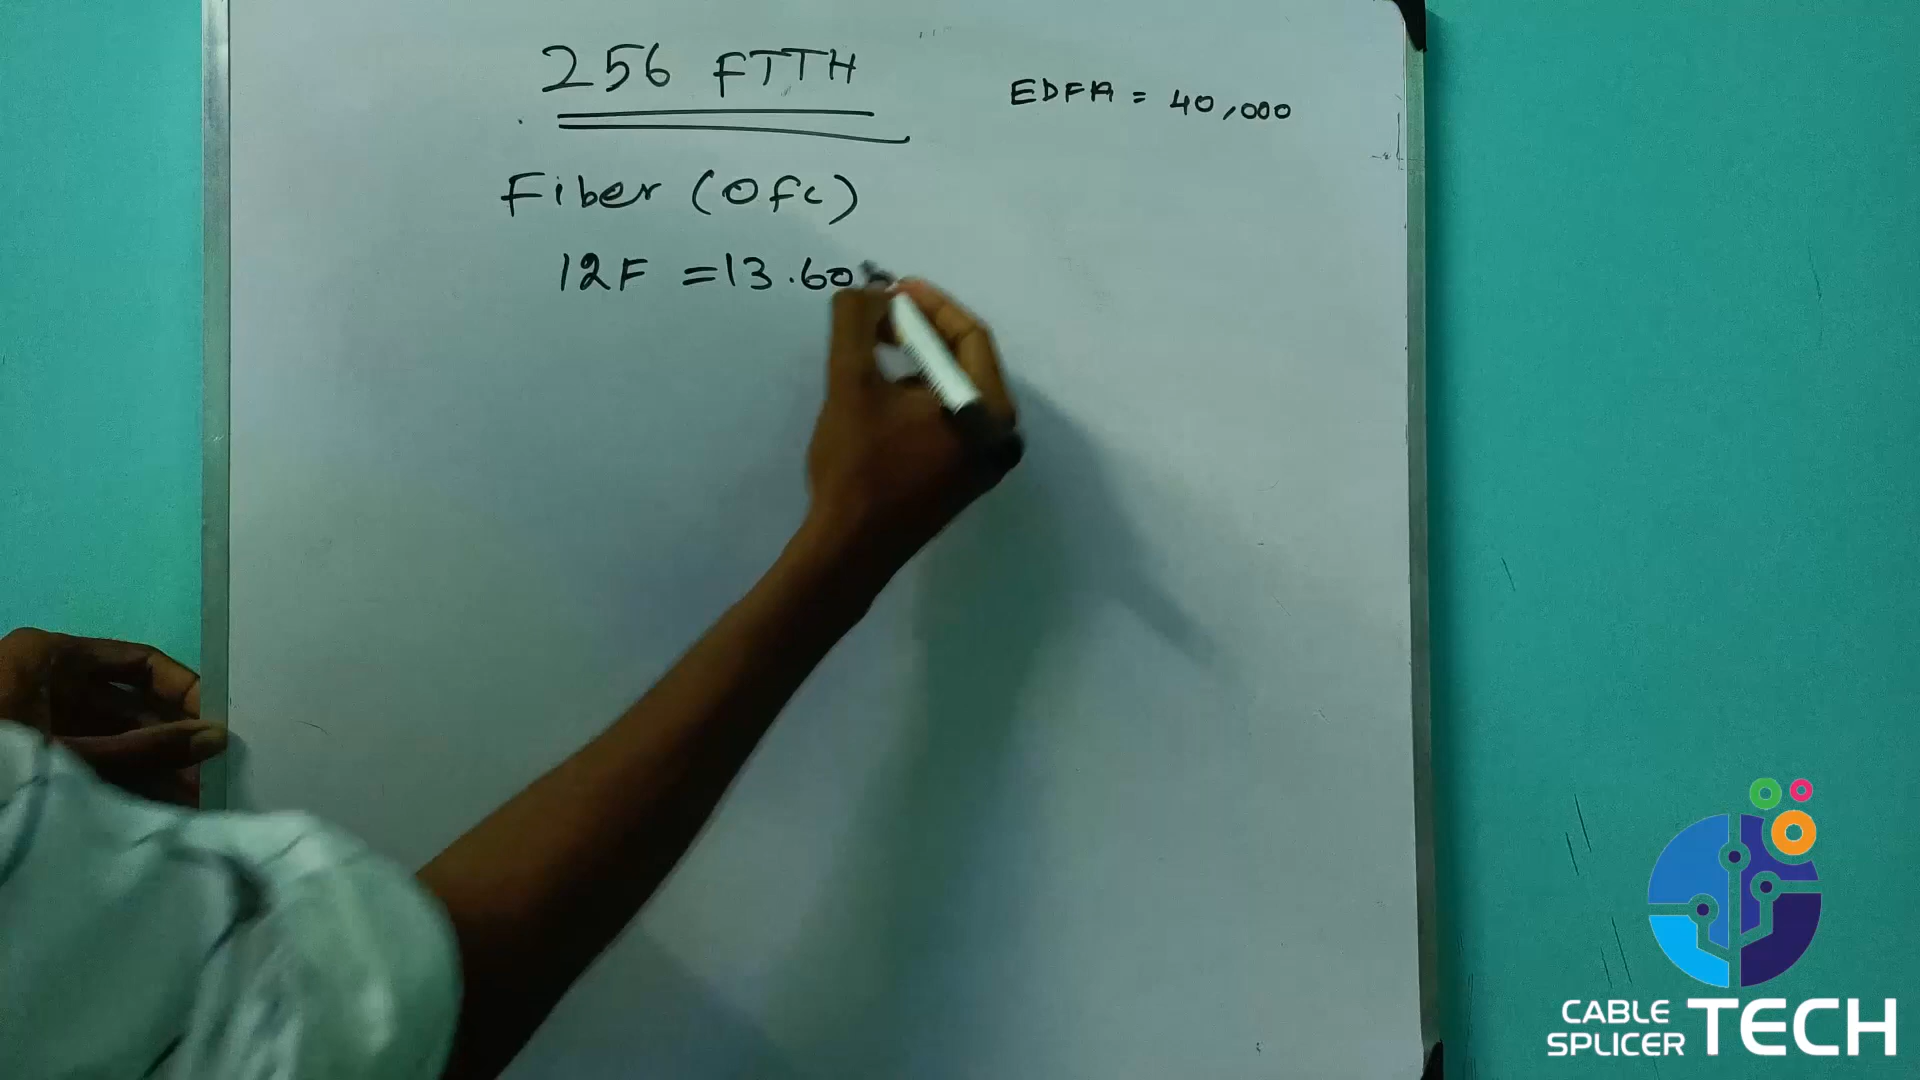 256 FTTH
EDFA = 40,000
Fiber (Ofc)
12F = 13.60
CABLE
SPLICER TECH